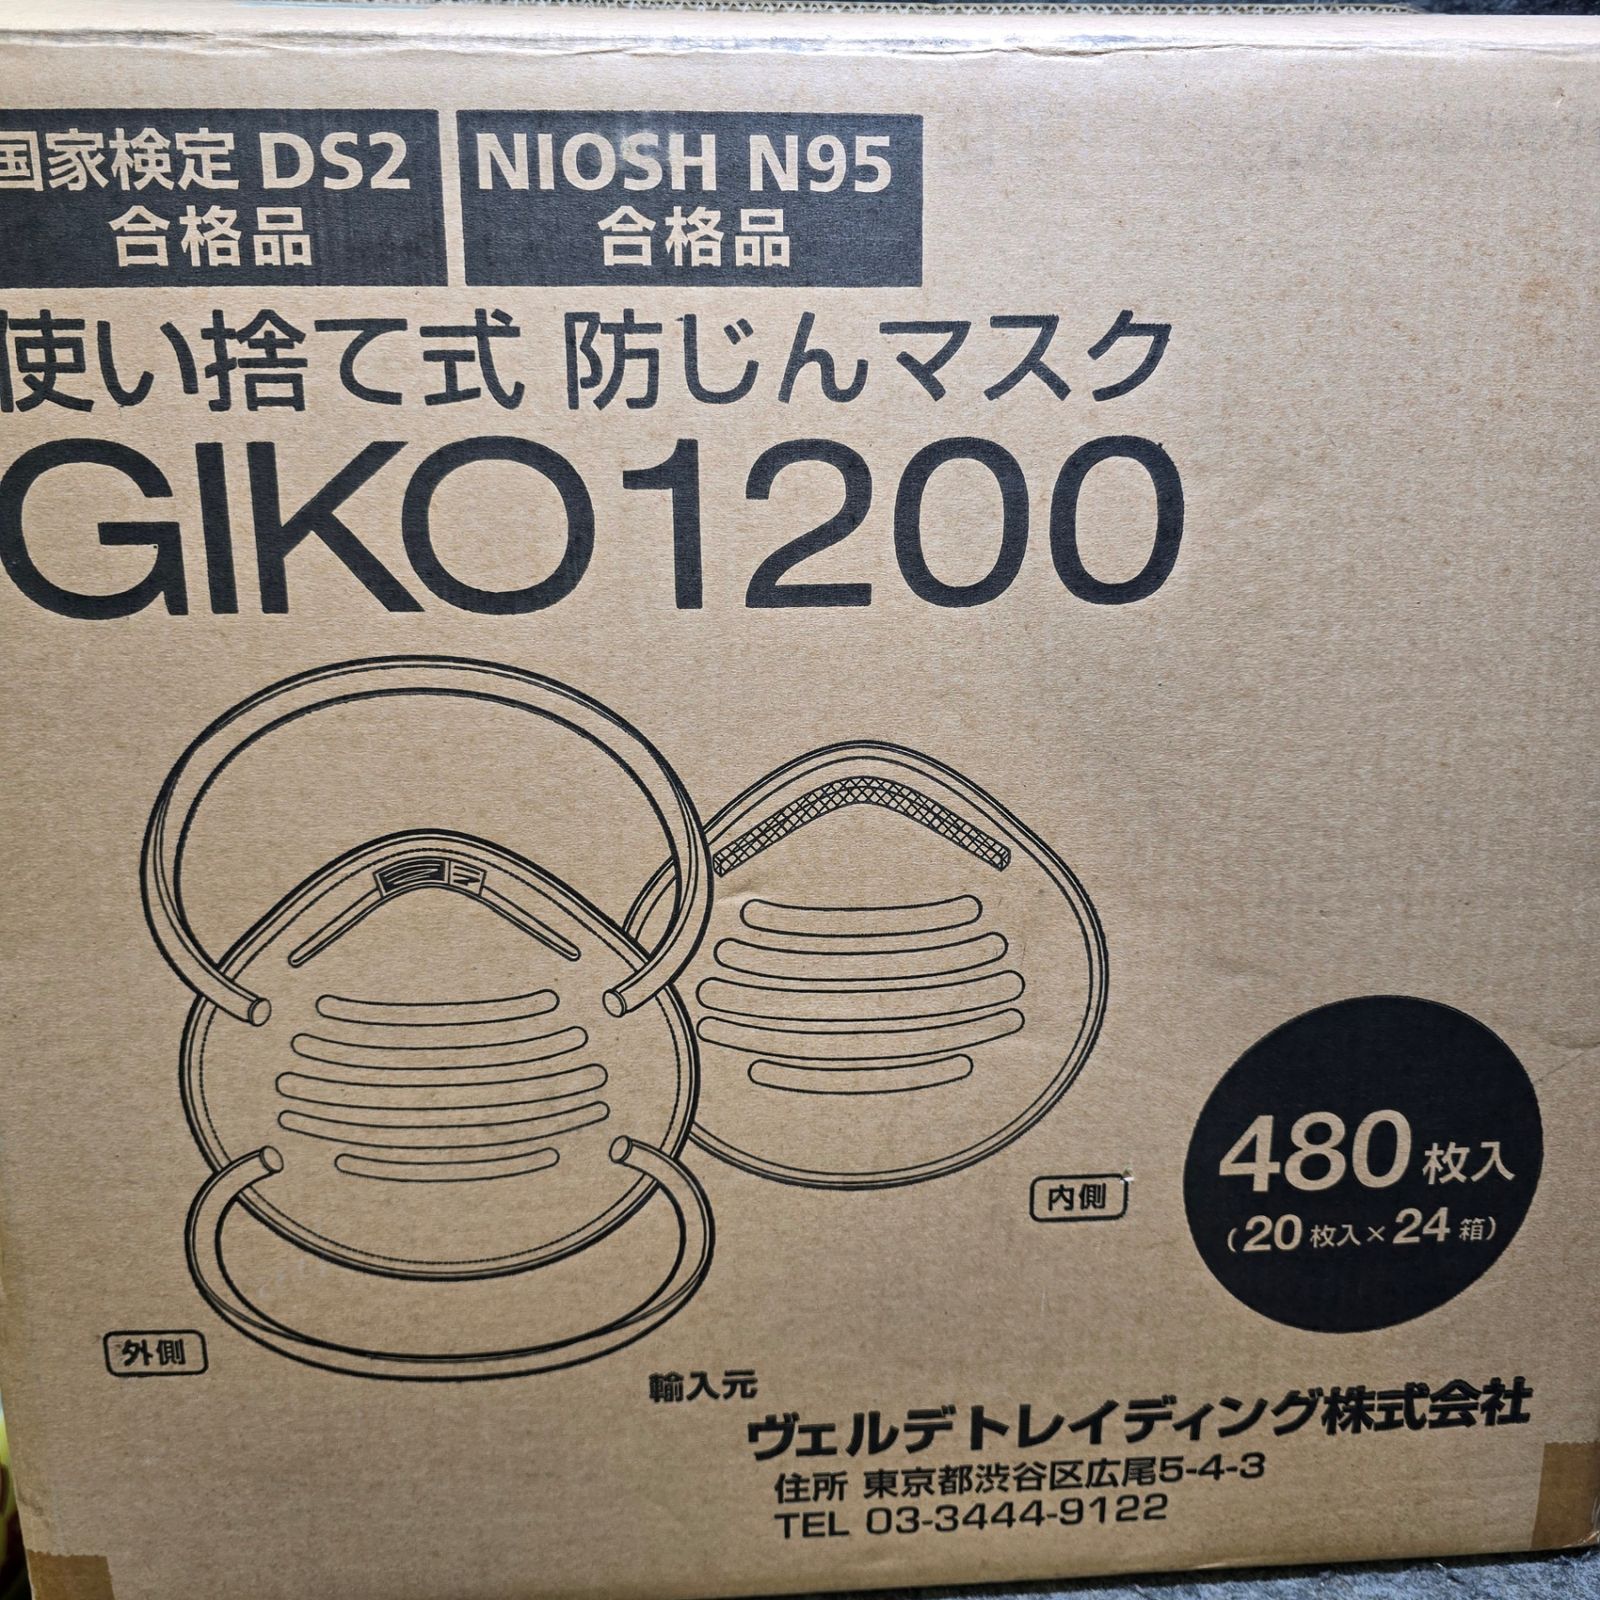 国家検定 DS2
合格品
NIOSH N95
合格品
使い捨て式 防じんマスク
GIKO1200
内側
480枚入
(20枚入×24箱)
外側
輸入元
ヴェルデトレイディング株式会社
住所 東京都渋谷区広尾5-4-3
TEL 03-3444-9122